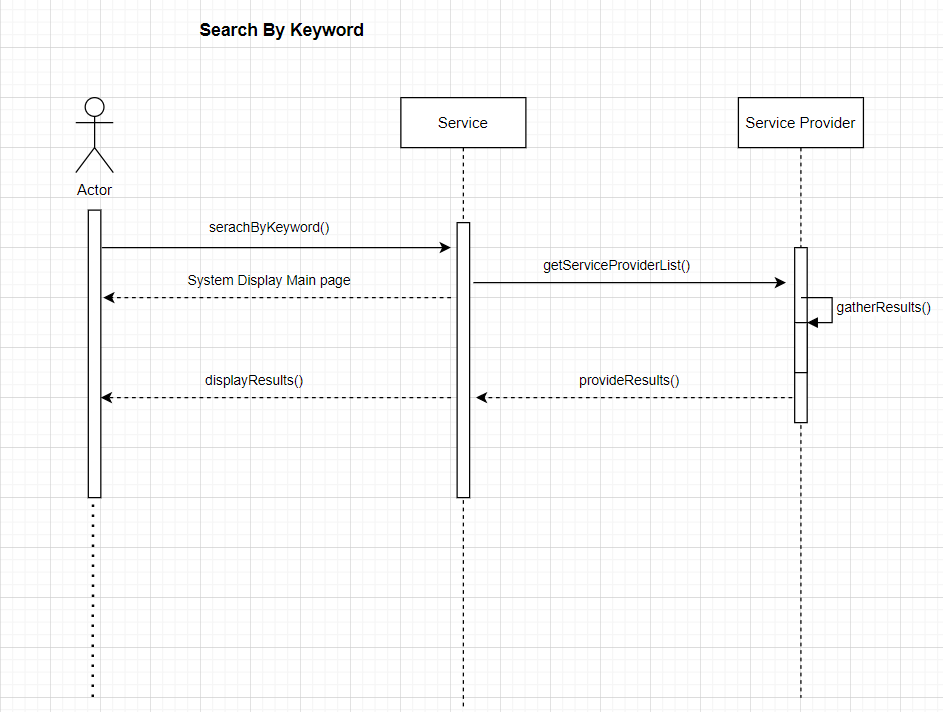 Search By Keyword
Service
Service Provider
Actor
serachByKeyword()
getServiceProviderList()
System Display Main page
gatherResults()
displayResults()
provideResults()